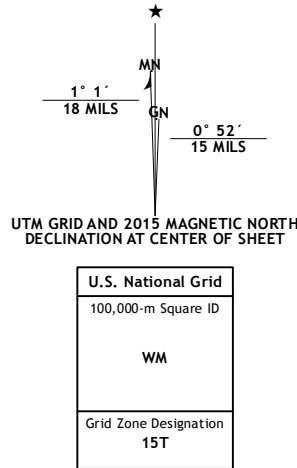 ★
MN
1° 1´
18 MILS
GN
0° 52´
15 MILS
UTM GRID AND 2015 MAGNETIC NORTH
DECLINATION AT CENTER OF SHEET
U.S. National Grid
100,000-m Square ID
WM
Grid Zone Designation
15T